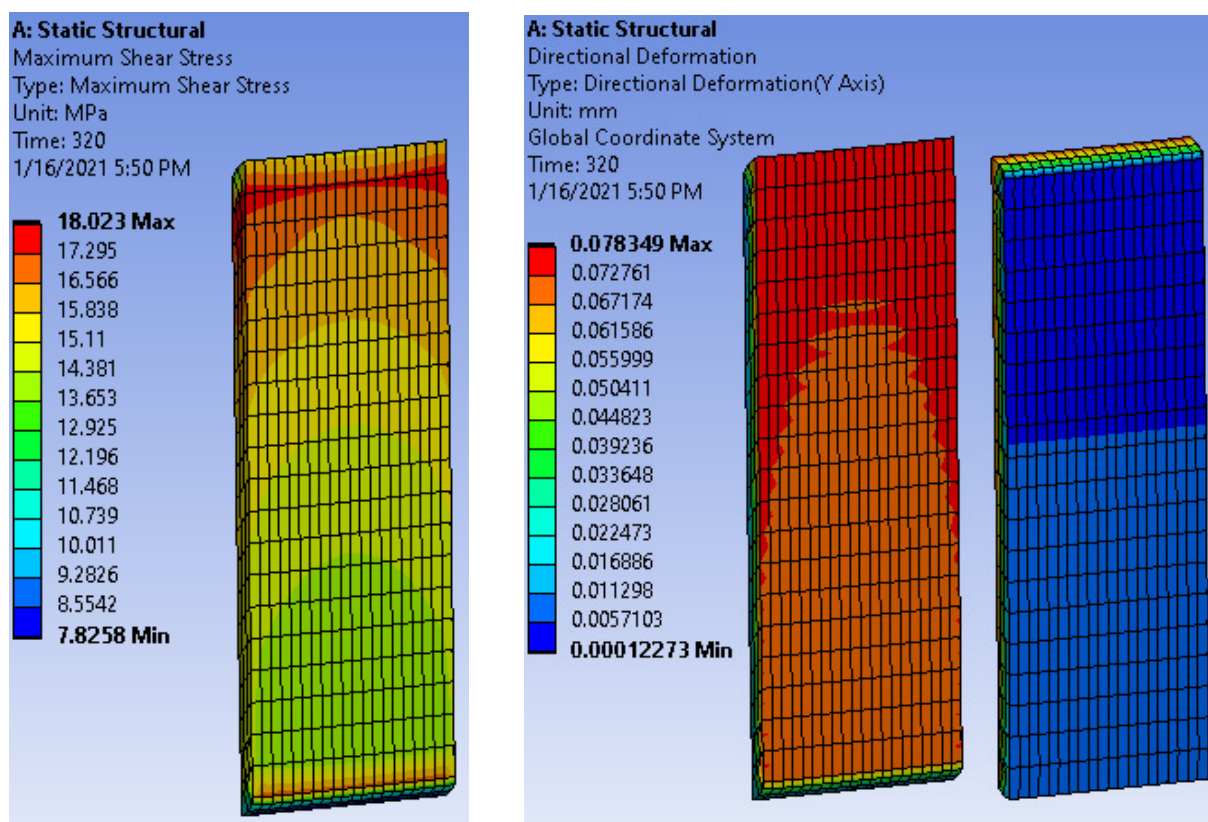 A: Static Structural
Maximum Shear Stress
Type: Maximum Shear Stress
Unit: MPa
Time: 320
1/16/2021 5:50 PM
18.023 Max
17.295
16.566
15.838
15.11
14.381
13.653
12.925
12.196
11.468
10.739
10.011
9.2826
8.5542
7.8258 Min
A: Static Structural
Directional Deformation
Type: Directional Deformation(Y Axis)
Unit: mm
Global Coordinate System
Time: 320
1/16/2021 5:50 PM
0.078349 Max
0.072761
0.067174
0.061586
0.055999
0.050411
0.044823
0.039236
0.033648
0.028061
0.022473
0.016886
0.011298
0.0057103
0.00012273 Min